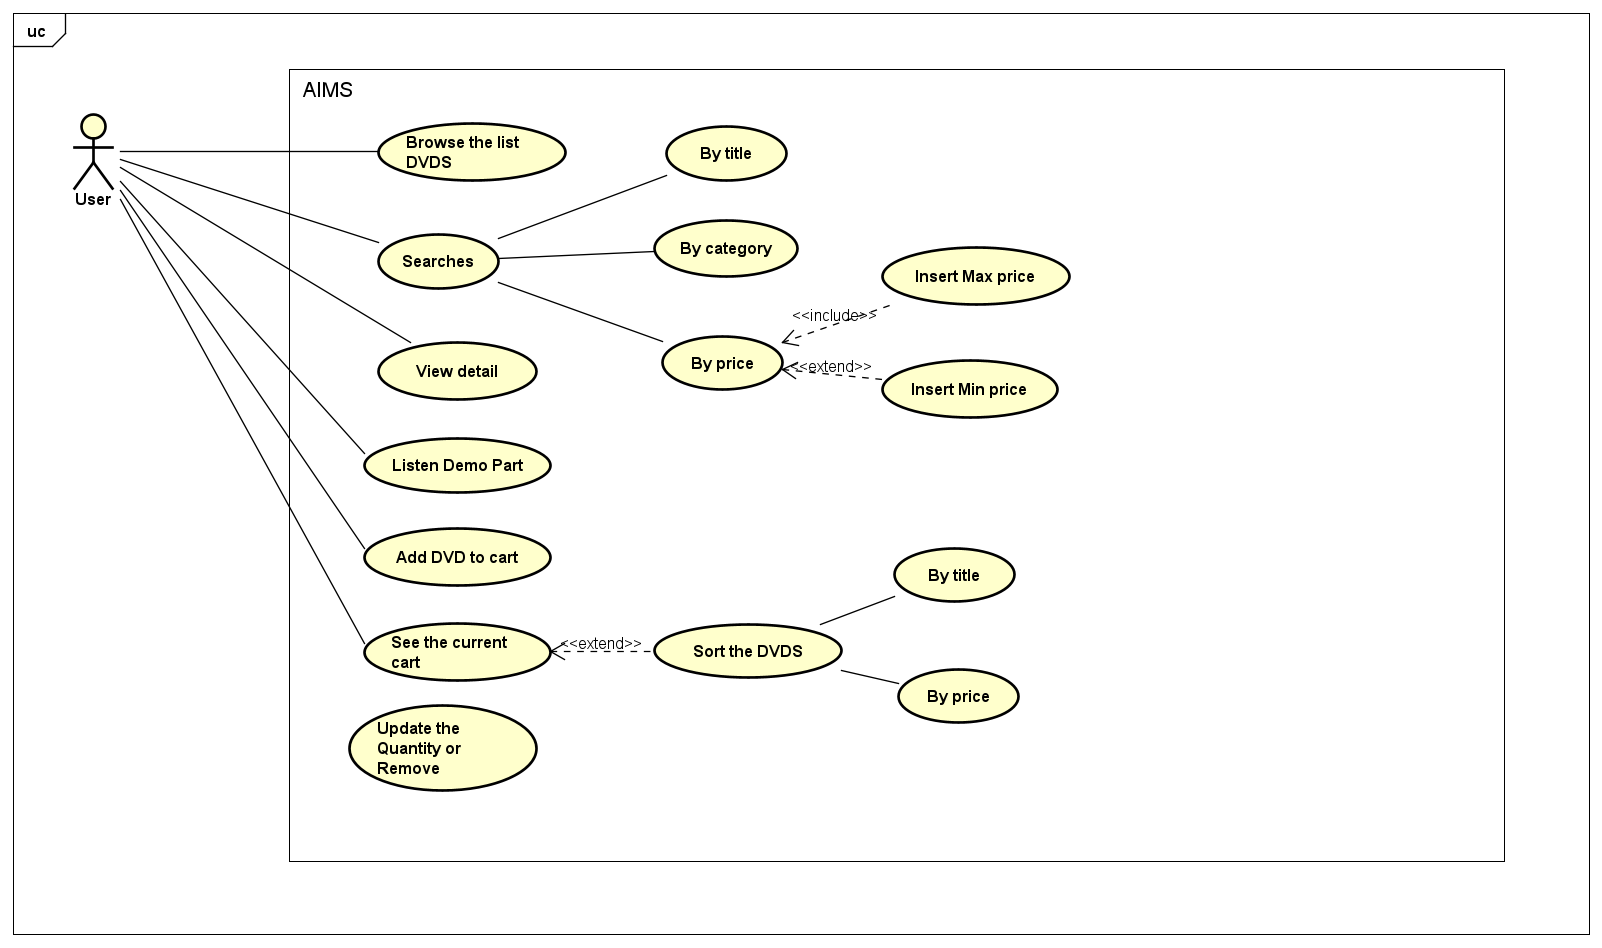 uc
AIMS
User
Browse the list
DVDS
By title
Searches
By category
Insert Max price
<<include>>
By price
<<extend>>
View detail
Insert Min price
Listen Demo Part
Add DVD to cart
By title
See the current
cart
<<extend>>
Sort the DVDS
By price
Update the
Quantity or
Remove